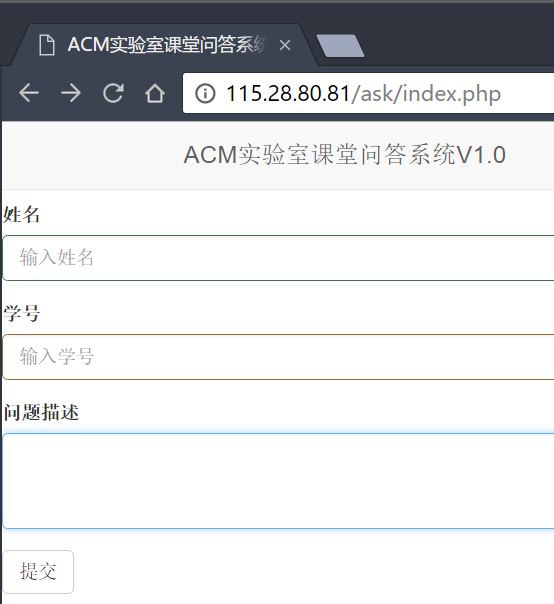 ACM实验室课堂问答系统
115.28.80.81/ask/index.php
ACM实验室课堂问答系统V1.0
姓名
输入姓名
学号
输入学号
问题描述
提交